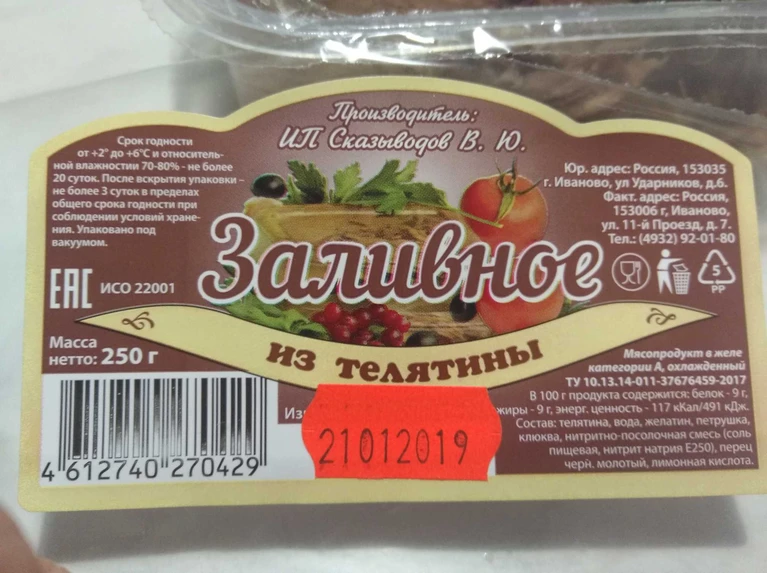 Производитель:
ИП Сказыводов В. Ю.
Срок годности
от +2° до +6°С и относитель-
ной влажностии 70-80% - не более
20 суток. После вскрытия упаковки –
не более 3 суток в пределах
общего срока годности при
соблюдении условий хране-
ния. Упаковано под
вакуумом.
Юр. адрес: Россия, 153035
г. Иваново, ул Ударников, д.6.
Факт. адрес: Россия,
153006 г, Иваново,
ул. 11-й Проезд, д. 7.
Тел.: (4932) 92-01-80
Заливное
из телятины
ЕАС ИСО 22001
5
PP
Масса
нетто: 250 г
4 612740 270429
21012019
Мясопродукт в желе
категории А, охлажденный
ТУ 10.13.14-011-37676459-2017
В 100 г продукта содержится: белок - 9 г,
жиры - 9 г, энерг. ценность - 117 кКал/491 кДж.
Состав: телятина, вода, желатин, петрушка,
клюква, нитритно-посолочная смесь (соль
пищевая, нитрит натрия Е250), перец
черн. молотый, лимонная кислота.